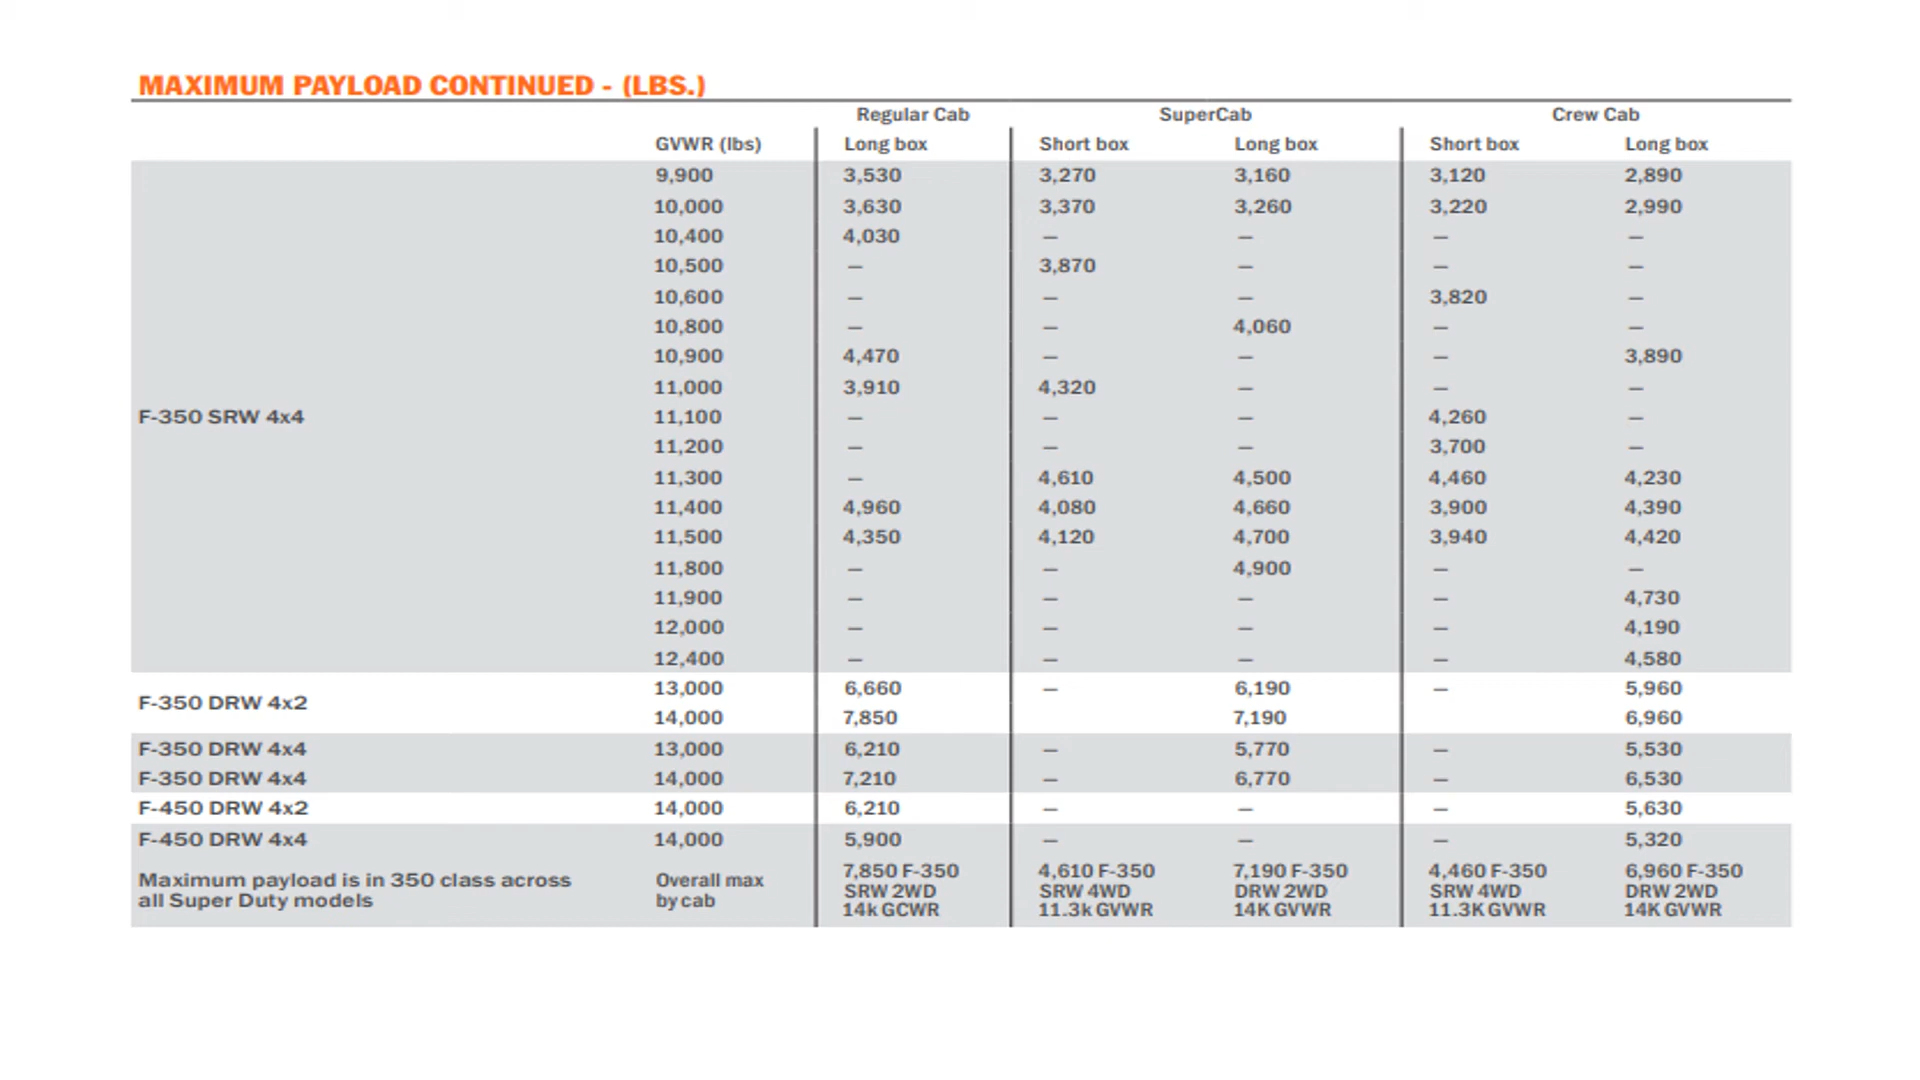 MAXIMUM PAYLOAD CONTINUED - (LBS.)
Regular Cab SuperCab Crew Cab
GVWR (lbs) Long box Short box Long box Short box Long box
9,900 3,530 3,270 3,160 3,120 2,890
10,000 3,630 3,370 3,260 3,220 2,990
10,400 4,030 — — — —
10,500 — 3,870 — — —
10,600 — — — 3,820 —
10,800 — — 4,060 — —
10,900 4,470 — — — 3,890
11,000 3,910 4,320 — — —
F-350 SRW 4x4 11,100 — — — 4,260 —
11,200 — — — 3,700 —
11,300 — 4,610 4,500 4,460 4,230
11,400 4,960 4,080 4,660 3,900 4,390
11,500 4,350 4,120 4,700 3,940 4,420
11,800 — — 4,900 — —
11,900 — — — — 4,730
12,000 — — — — 4,190
12,400 — — — — 4,580
F-350 DRW 4x2
13,000 6,660 — 6,190 — 5,960
14,000 7,850 7,190 6,960
F-350 DRW 4x4 13,000 6,210 — 5,770 — 5,530
F-350 DRW 4x4 14,000 7,210 — 6,770 — 6,530
F-450 DRW 4x2 14,000 6,210 — — — 5,630
F-450 DRW 4x4 14,000 5,900 — — — 5,320
Maximum payload is in 350 class across
all Super Duty models
Overall max
by cab
7,850 F-350
SRW 2WD
14k GCWR
4,610 F-350
SRW 4WD
11.3k GVWR
7,190 F-350
DRW 2WD
14K GVWR
4,460 F-350
SRW 4WD
11.3K GVWR
6,960 F-350
DRW 2WD
14K GVWR